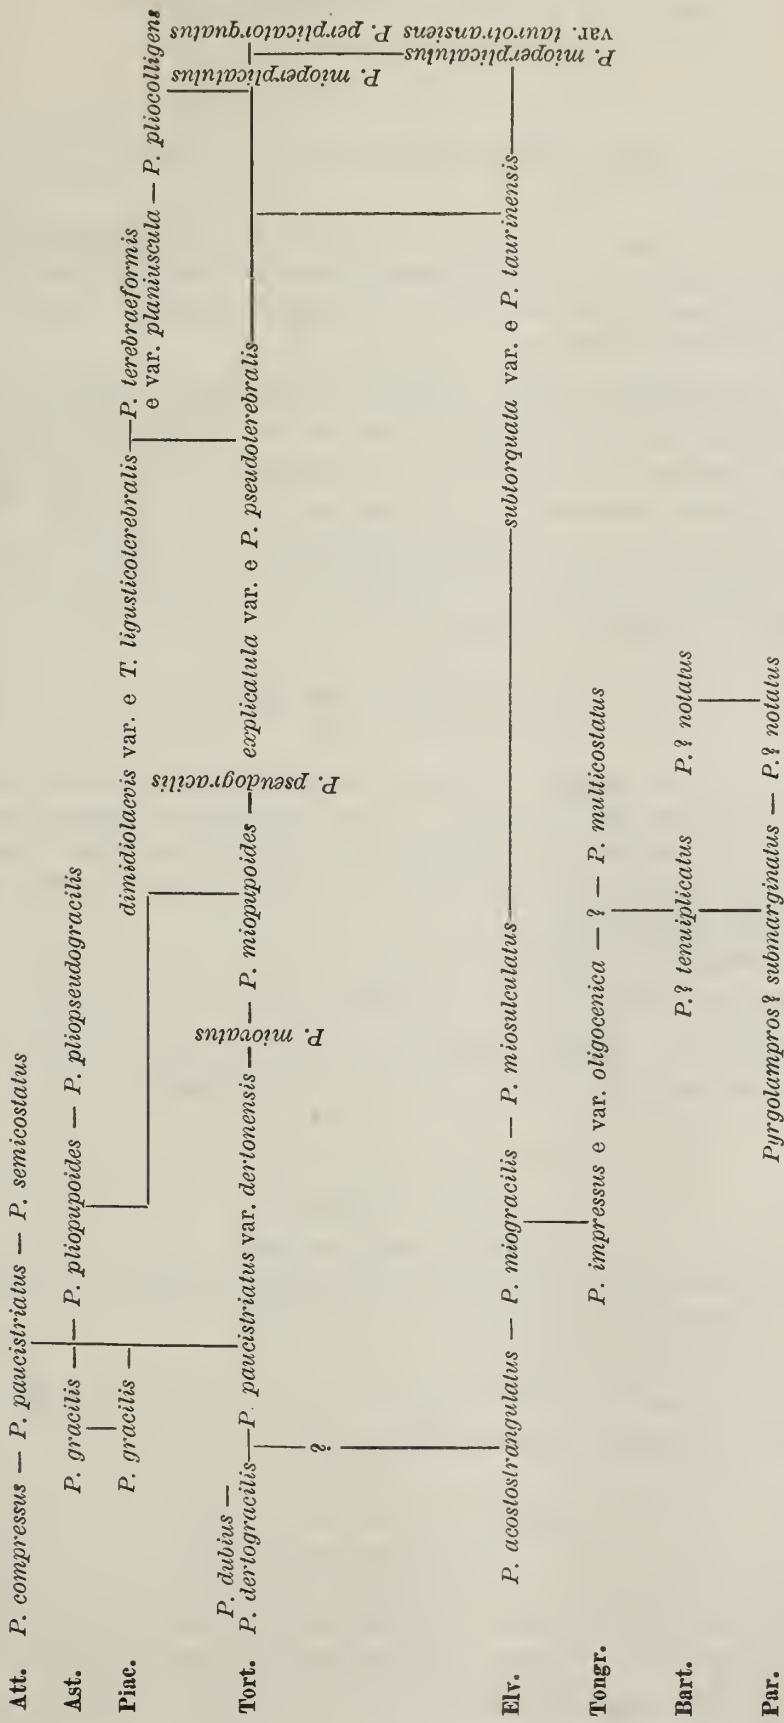 Att. P. compressus — P. paucistriatus — P. semicostatus
Ast. P. gracilis — P. pliopupoides — P. pliopseudogracilis
Piac. P. gracilis — dimidiolaevis var. e T. ligusticoterebralis — P. terebraeformis
e var. planiuscula — P. pliocolligens
P. dubius —
Tort. P. dertogracilis — P. paucistriatus var. dertonensis — P. miopupoides — explicatula var. e P. pseudoterebralis
P. miovatus
P. pseudogracilis
P. mioperplicatulus
var. taurotransiens P. perplicatorquatus
P. mioperplicatulus
?
Elv. P. acostostrangulatus — P. miogracilis — P. miosulculatus — subtorquata var. e P. taurinensis
Tongr. P. impressus e var. oligocenica — ? — P. multicostatus
Bart. P.? tenuiplicatus P.? notatus
Par. Pyrgolampros? submarginatus — P.? notatus